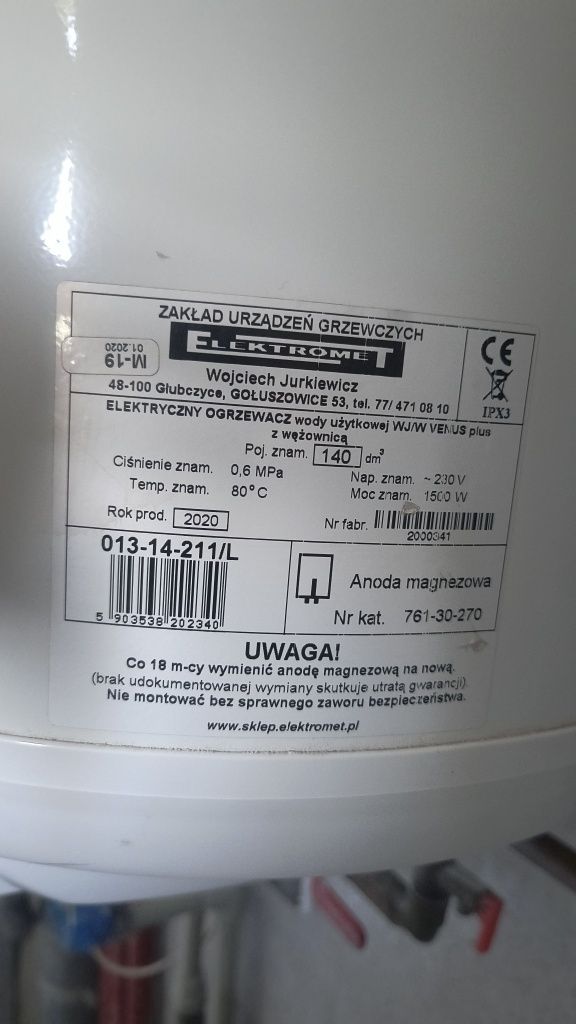 ZAKŁAD URZĄDZEŃ GRZEWCZYCH
ELEKTROMET
M-19
01.2020
Wojciech Jurkiewicz
48-100 Głubczyce, GOŁUSZOWICE 53, tel. 77/ 471 08 10
CE
IPX3
ELEKTRYCZNY OGRZEWACZ wody użytkowej WJ/W VENUS plus
z wężownicą
Poj. znam. 140 dm³
Ciśnienie znam. 0,6 MPa
Nap. znam. ~ 230 V
Temp. znam. 80°C
Moc znam. 1500 W
Rok prod. 2020
Nr fabr.
2000341
013-14-211/L
5 903538 202340
Anoda magnezowa
Nr kat. 761-30-270
UWAGA!
Co 18 m-cy wymienić anodę magnezową na nową.
(brak udokumentowanej wymiany skutkuje utratą gwarancji).
Nie montować bez sprawnego zaworu bezpieczeństwa.
www.sklep.elektromet.pl